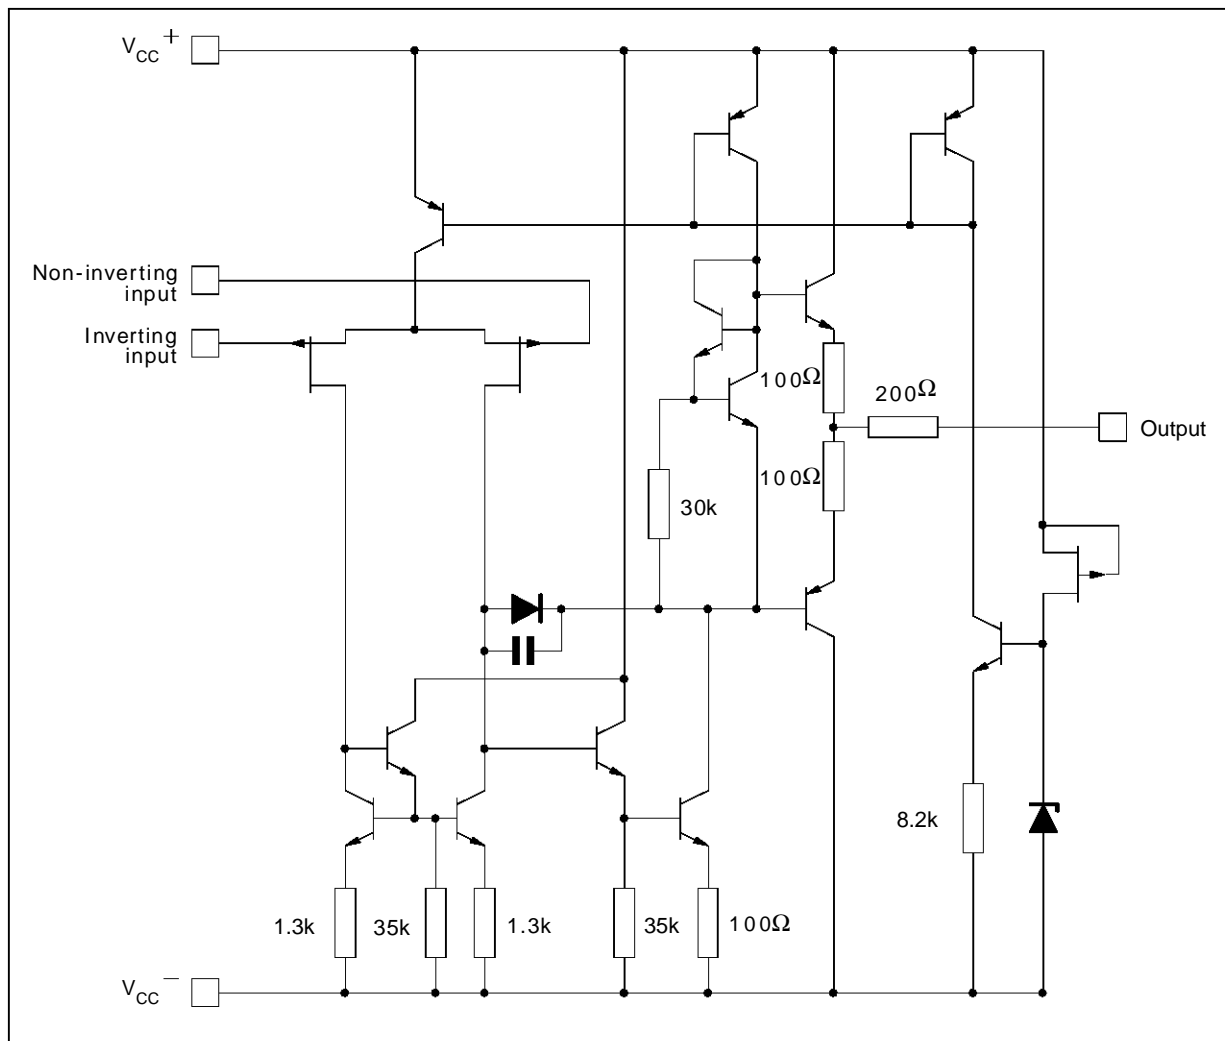 VCC+
Non-inverting
input
Inverting
input
100Ω
200Ω
Output
100Ω
30k
8.2k
1.3k
35k
1.3k
35k
100Ω
VCC−